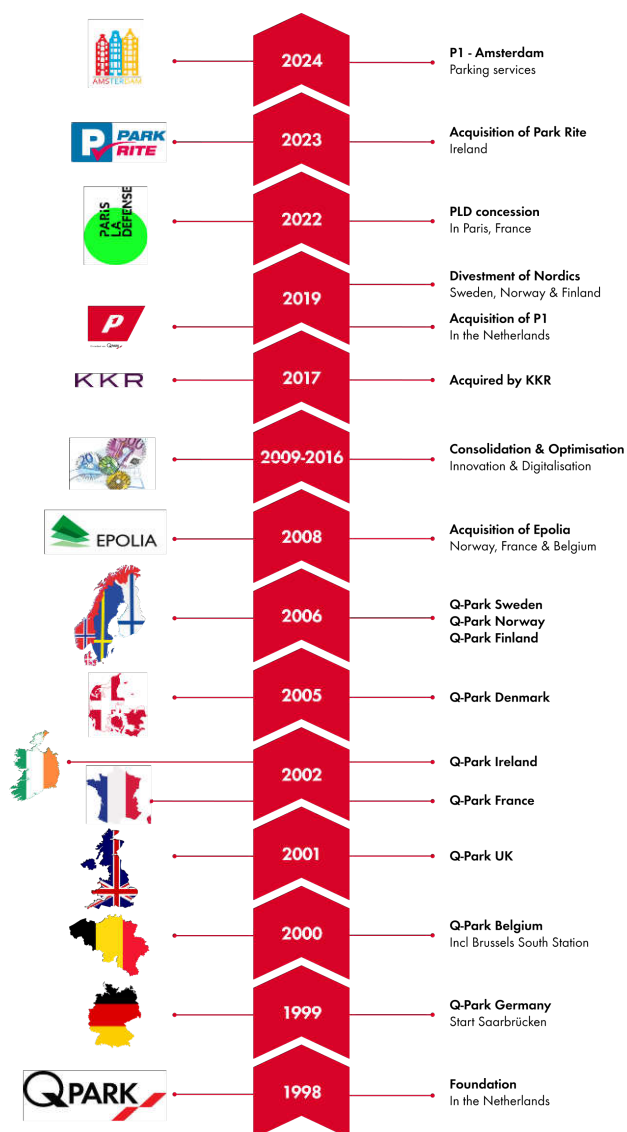 AMSTERDAM
2024
P1 - Amsterdam
Parking services
P PARK
RITE
2023
Acquisition of Park Rite
Ireland
PARIS
LA
DEFENSE
2022
PLD concession
In Paris, France
Divestment of Nordics
Sweden, Norway & Finland
2019
P
Acquisition of P1
In the Netherlands
KKR
2017
Acquired by KKR
2009-2016
Consolidation & Optimisation
Innovation & Digitalisation
EPOLIA
2008
Acquisition of Epolia
Norway, France & Belgium
2006
Q-Park Sweden
Q-Park Norway
Q-Park Finland
2005
Q-Park Denmark
Q-Park Ireland
2002
Q-Park France
2001
Q-Park UK
2000
Q-Park Belgium
Incl Brussels South Station
1999
Q-Park Germany
Start Saarbrücken
Q PARK
1998
Foundation
In the Netherlands